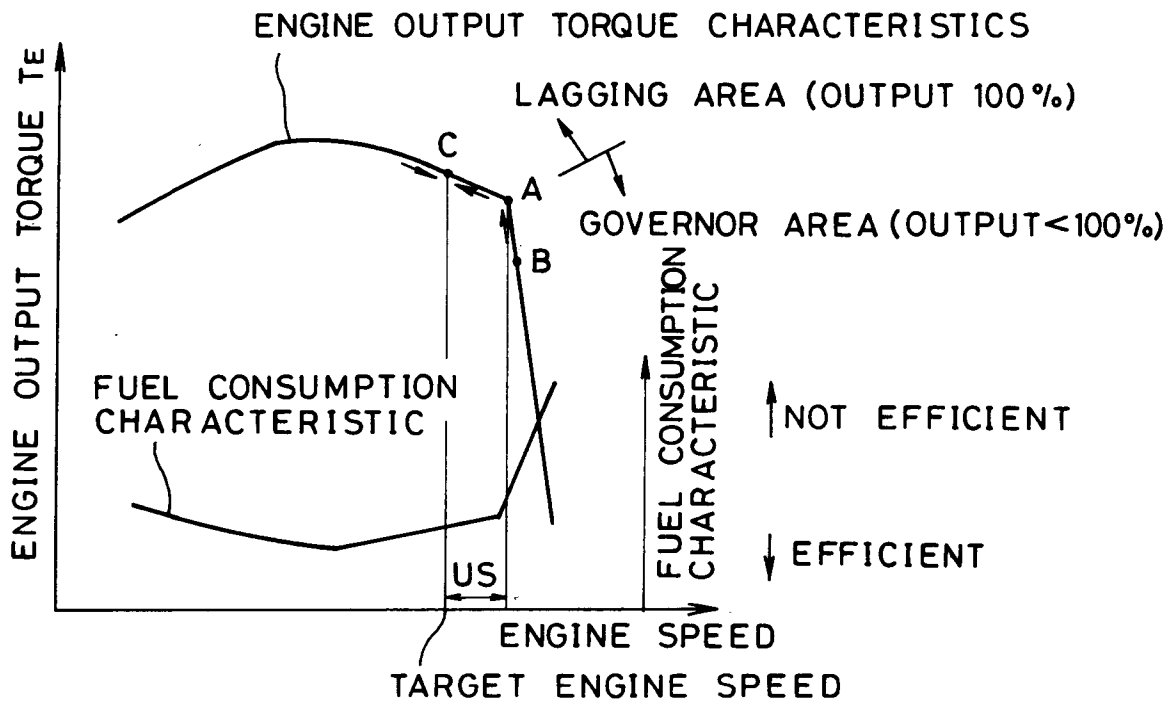 ENGINE OUTPUT TORQUE CHARACTERISTICS
ENGINE OUTPUT TORQUE TE
LAGGING AREA (OUTPUT 100%)
C
A
GOVERNOR AREA (OUTPUT<100%)
B
FUEL CONSUMPTION
CHARACTERISTIC
FUEL CONSUMPTION
CHARACTERISTIC
NOT EFFICIENT
EFFICIENT
US
ENGINE SPEED
TARGET ENGINE SPEED